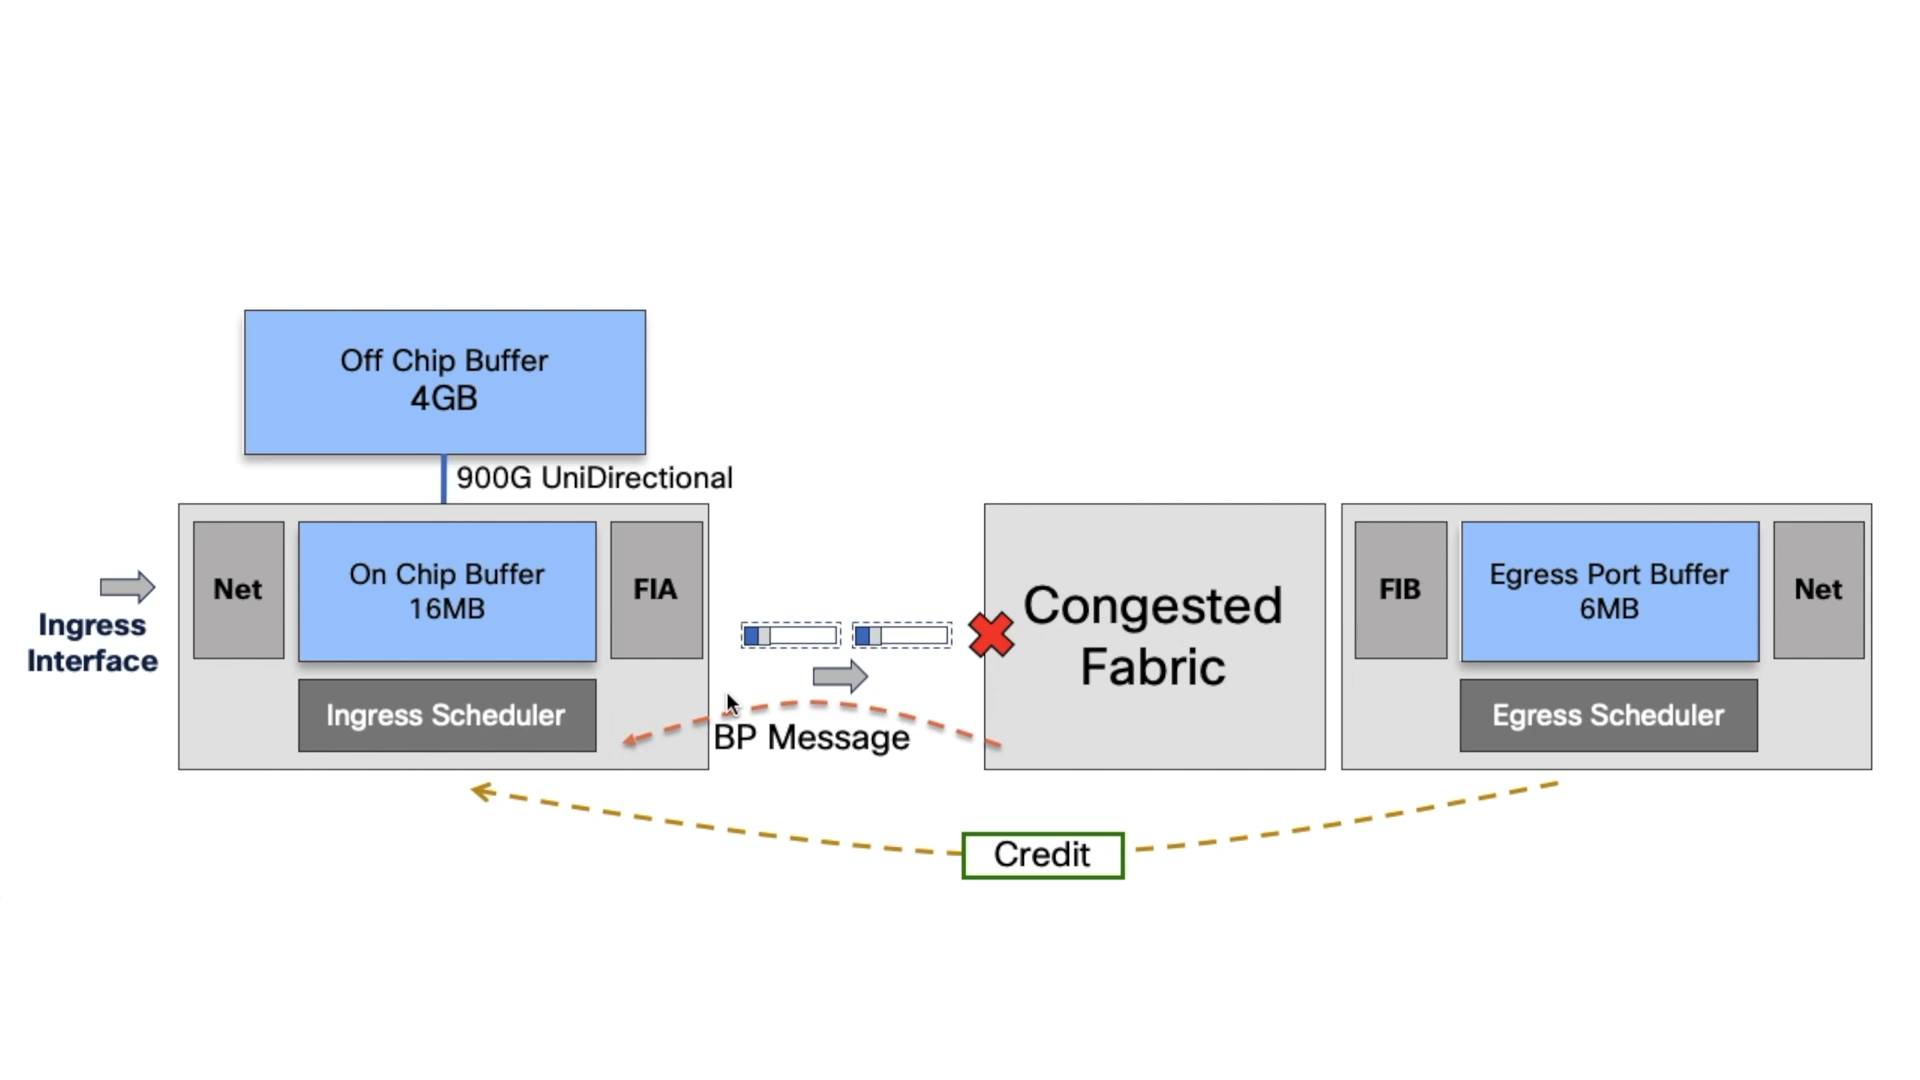 Off Chip Buffer
4GB
900G UniDirectional
Net
On Chip Buffer
16MB
FIA
Ingress Scheduler
Ingress
Interface
BP Message
Congested
Fabric
FIB
Egress Port Buffer
6MB
Net
Egress Scheduler
Credit